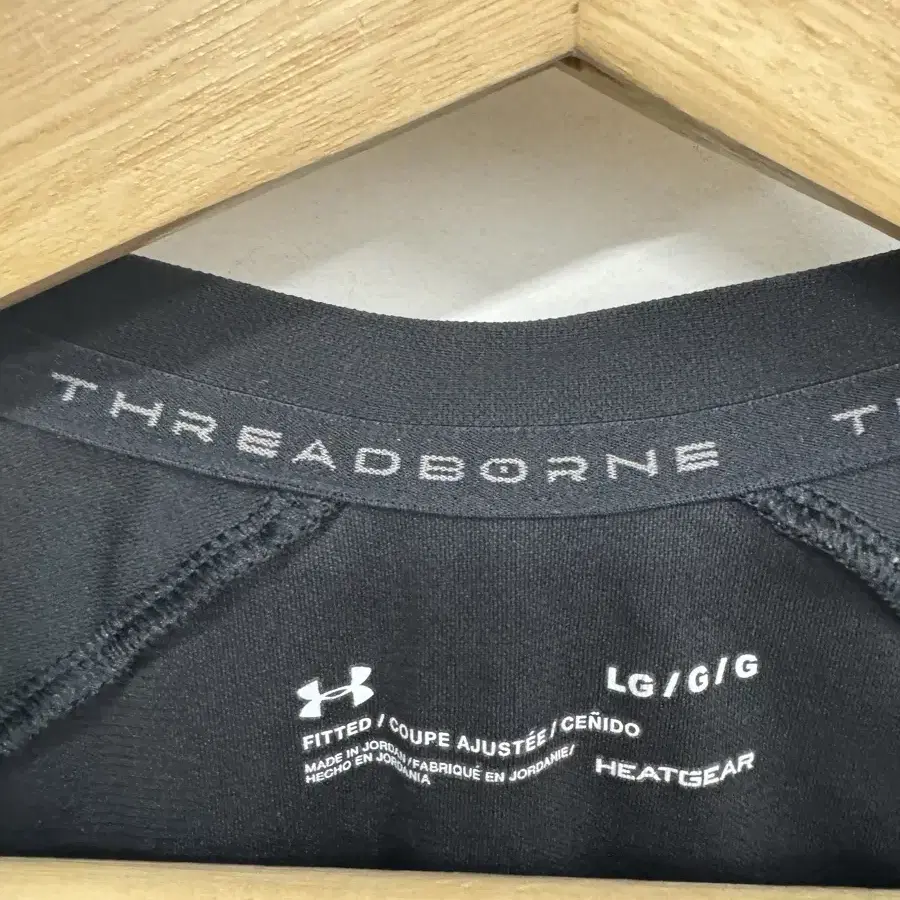 THREADBORNE
LG / G / G
FITTED / COUPE AJUSTÉE / CEÑIDO
MADE IN JORDAN/FABRIQUÉ EN JORDANIE/
HECHO EN JORDANIA
HEATGEAR